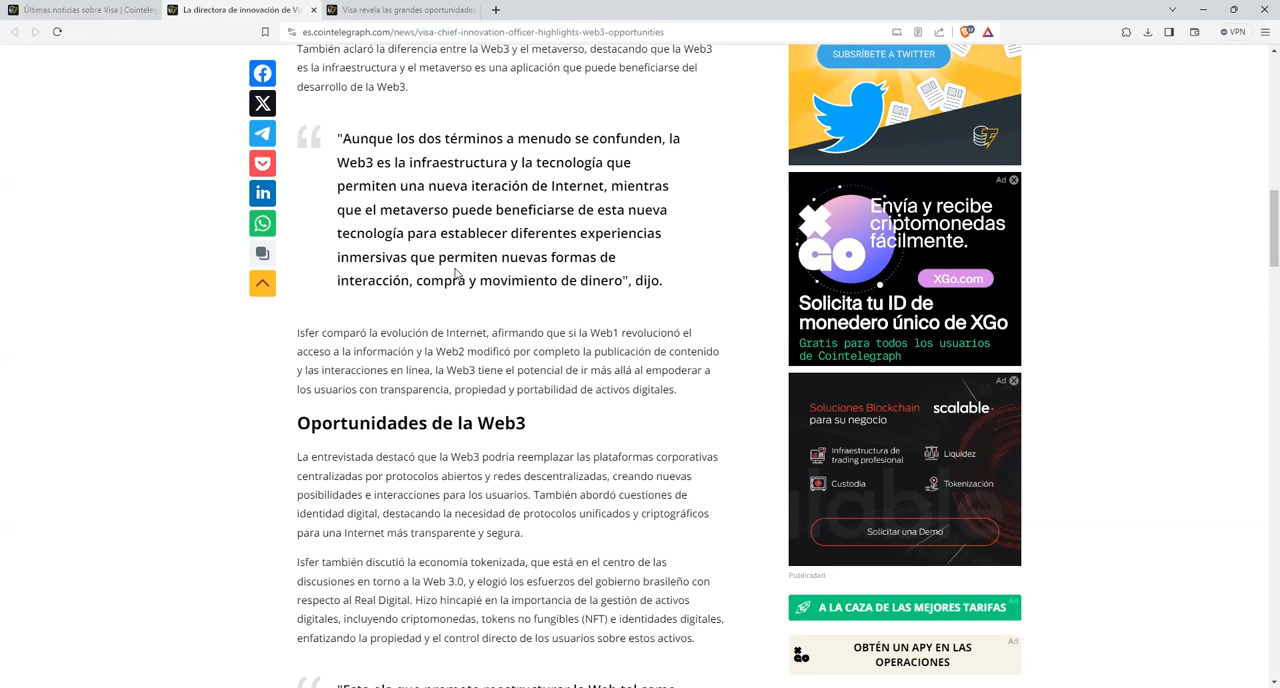 Últimas noticias sobre Visa | Cointele
La directora de innovación de Vi
Visa revela las grandes oportunidades
es.cointelegraph.com/news/visa-chief-innovation-officer-highlights-web3-opportunities
VPN
También aclaró la diferencia entre la Web3 y el metaverso, destacando que la Web3
es la infraestructura y el metaverso es una aplicación que puede beneficiarse del
desarrollo de la Web3.
"Aunque los dos términos a menudo se confunden, la
Web3 es la infraestructura y la tecnología que
permiten una nueva iteración de Internet, mientras
que el metaverso puede beneficiarse de esta nueva
tecnología para establecer diferentes experiencias
inmersivas que permiten nuevas formas de
interacción, compra y movimiento de dinero", dijo.
Isfer comparó la evolución de Internet, afirmando que si la Web1 revolucionó el
acceso a la información y la Web2 modificó por completo la publicación de contenido
y las interacciones en línea, la Web3 tiene el potencial de ir más allá al empoderar a
los usuarios con transparencia, propiedad y portabilidad de activos digitales.
Oportunidades de la Web3
La entrevistada destacó que la Web3 podría reemplazar las plataformas corporativas
centralizadas por protocolos abiertos y redes descentralizadas, creando nuevas
posibilidades e interacciones para los usuarios. También abordó cuestiones de
identidad digital, destacando la necesidad de protocolos unificados y criptográficos
para una Internet más transparente y segura.
Isfer también discutió la economía tokenizada, que está en el centro de las
discusiones en torno a la Web 3.0, y elogió los esfuerzos del gobierno brasileño con
respecto al Real Digital. Hizo hincapié en la importancia de la gestión de activos
digitales, incluyendo criptomonedas, tokens no fungibles (NFT) e identidades digitales,
enfatizando la propiedad y el control directo de los usuarios sobre estos activos.
SUBSRÍBETE A TWITTER
Ad
XGO
Envía y recibe
criptomonedas
fácilmente.
XGo.com
Solicita tu ID de
monedero único de XGo
Gratis para todos los usuarios
de Cointelegraph
Ad
Soluciones Blockchain
para su negocio
scalable
Infraestructura de
trading profesional
Liquidez
Custodia
Tokenización
Solicitar una Demo
Publicidad
A LA CAZA DE LAS MEJORES TARIFAS
Ad
OBTÉN UN APY EN LAS
OPERACIONES
Ad